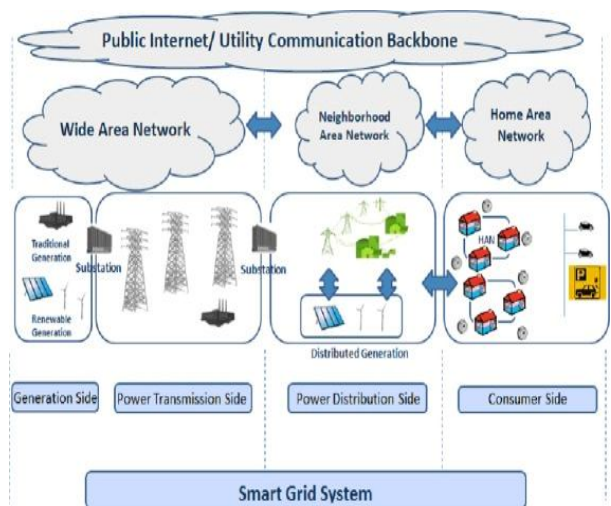 Public Internet/ Utility Communication Backbone
Wide Area Network
Neighborhood
Area Network
Home Area
Network
Traditional
Generation
Substation
Renewable
Generation
Substation
Distributed Generation
HAN
P
Generation Side
Power Transmission Side
Power Distribution Side
Consumer Side
Smart Grid System